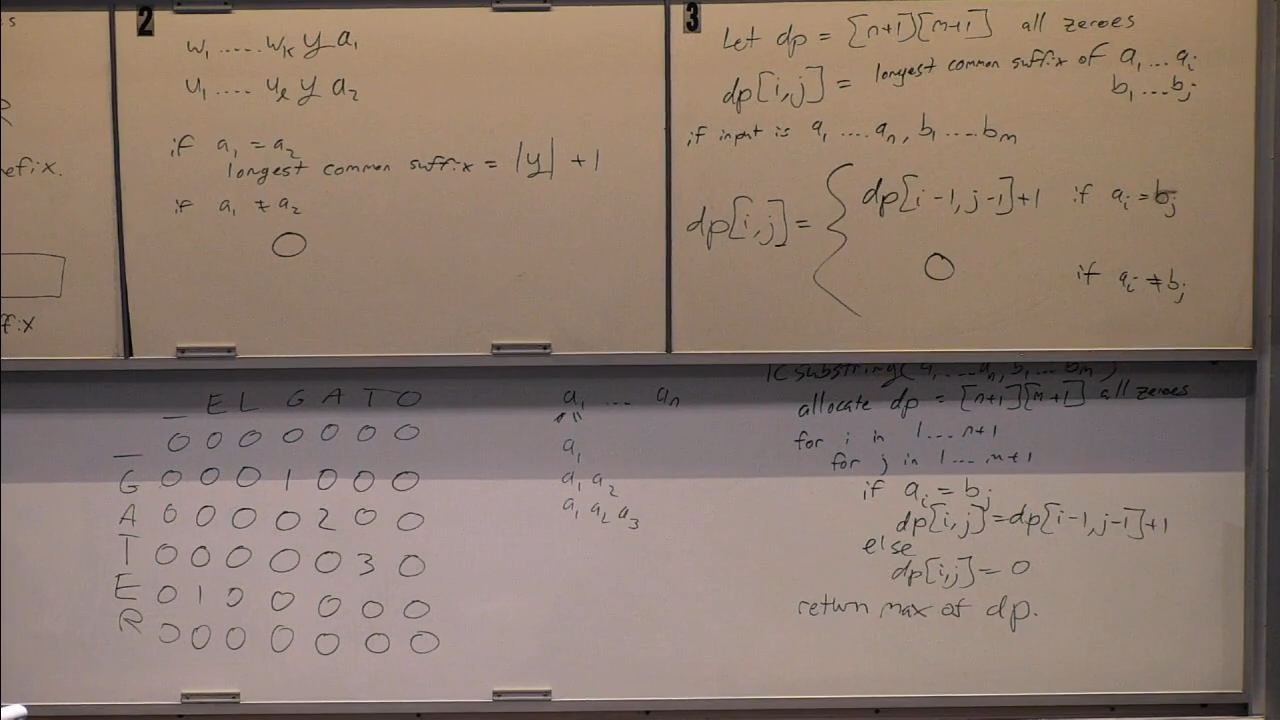 s
efix.
fix
2
w₁ ..... wₖ y a₁
u₁ .... uₗ y a₂
if a₁ = a₂
longest common suffix = |y| + 1
if a₁ ≠ a₂
0
3
Let dp = [n+1][m+1] all zeroes
dp[i,j] = longest common suffix of a₁...aᵢ
b₁...bⱼ
if input is a₁ ....aₙ, b₁ ....bₘ
dp[i,j] = { dp[i-1,j-1]+1 if aᵢ = bⱼ
0 if aᵢ ≠ bⱼ
_ E L G A T O
_ 0 0 0 0 0 0 0
G 0 0 0 1 0 0 0
A 0 0 0 0 2 0 0
T 0 0 0 0 0 3 0
E 0 1 0 0 0 0 0
R 0 0 0 0 0 0 0
a₁ ... aₙ
a₁
a₁ a₂
a₁ a₂ a₃
lCsubstring(a₁ ....aₙ, b₁ ... bₘ)
allocate dp = [n+1][m+1] all zeroes
for i in 1...n+1
for j in 1...m+1
if aᵢ = bⱼ
dp[i,j]=dp[i-1,j-1]+1
else
dp[i,j]=0
return max of dp.